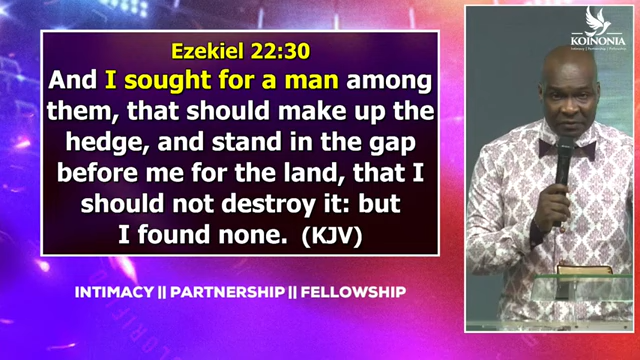 Ezekiel 22:30
And I sought for a man among
them, that should make up the
hedge, and stand in the gap
before me for the land, that I
should not destroy it: but
I found none. (KJV)
INTIMACY || PARTNERSHIP || FELLOWSHIP
KOINONIA